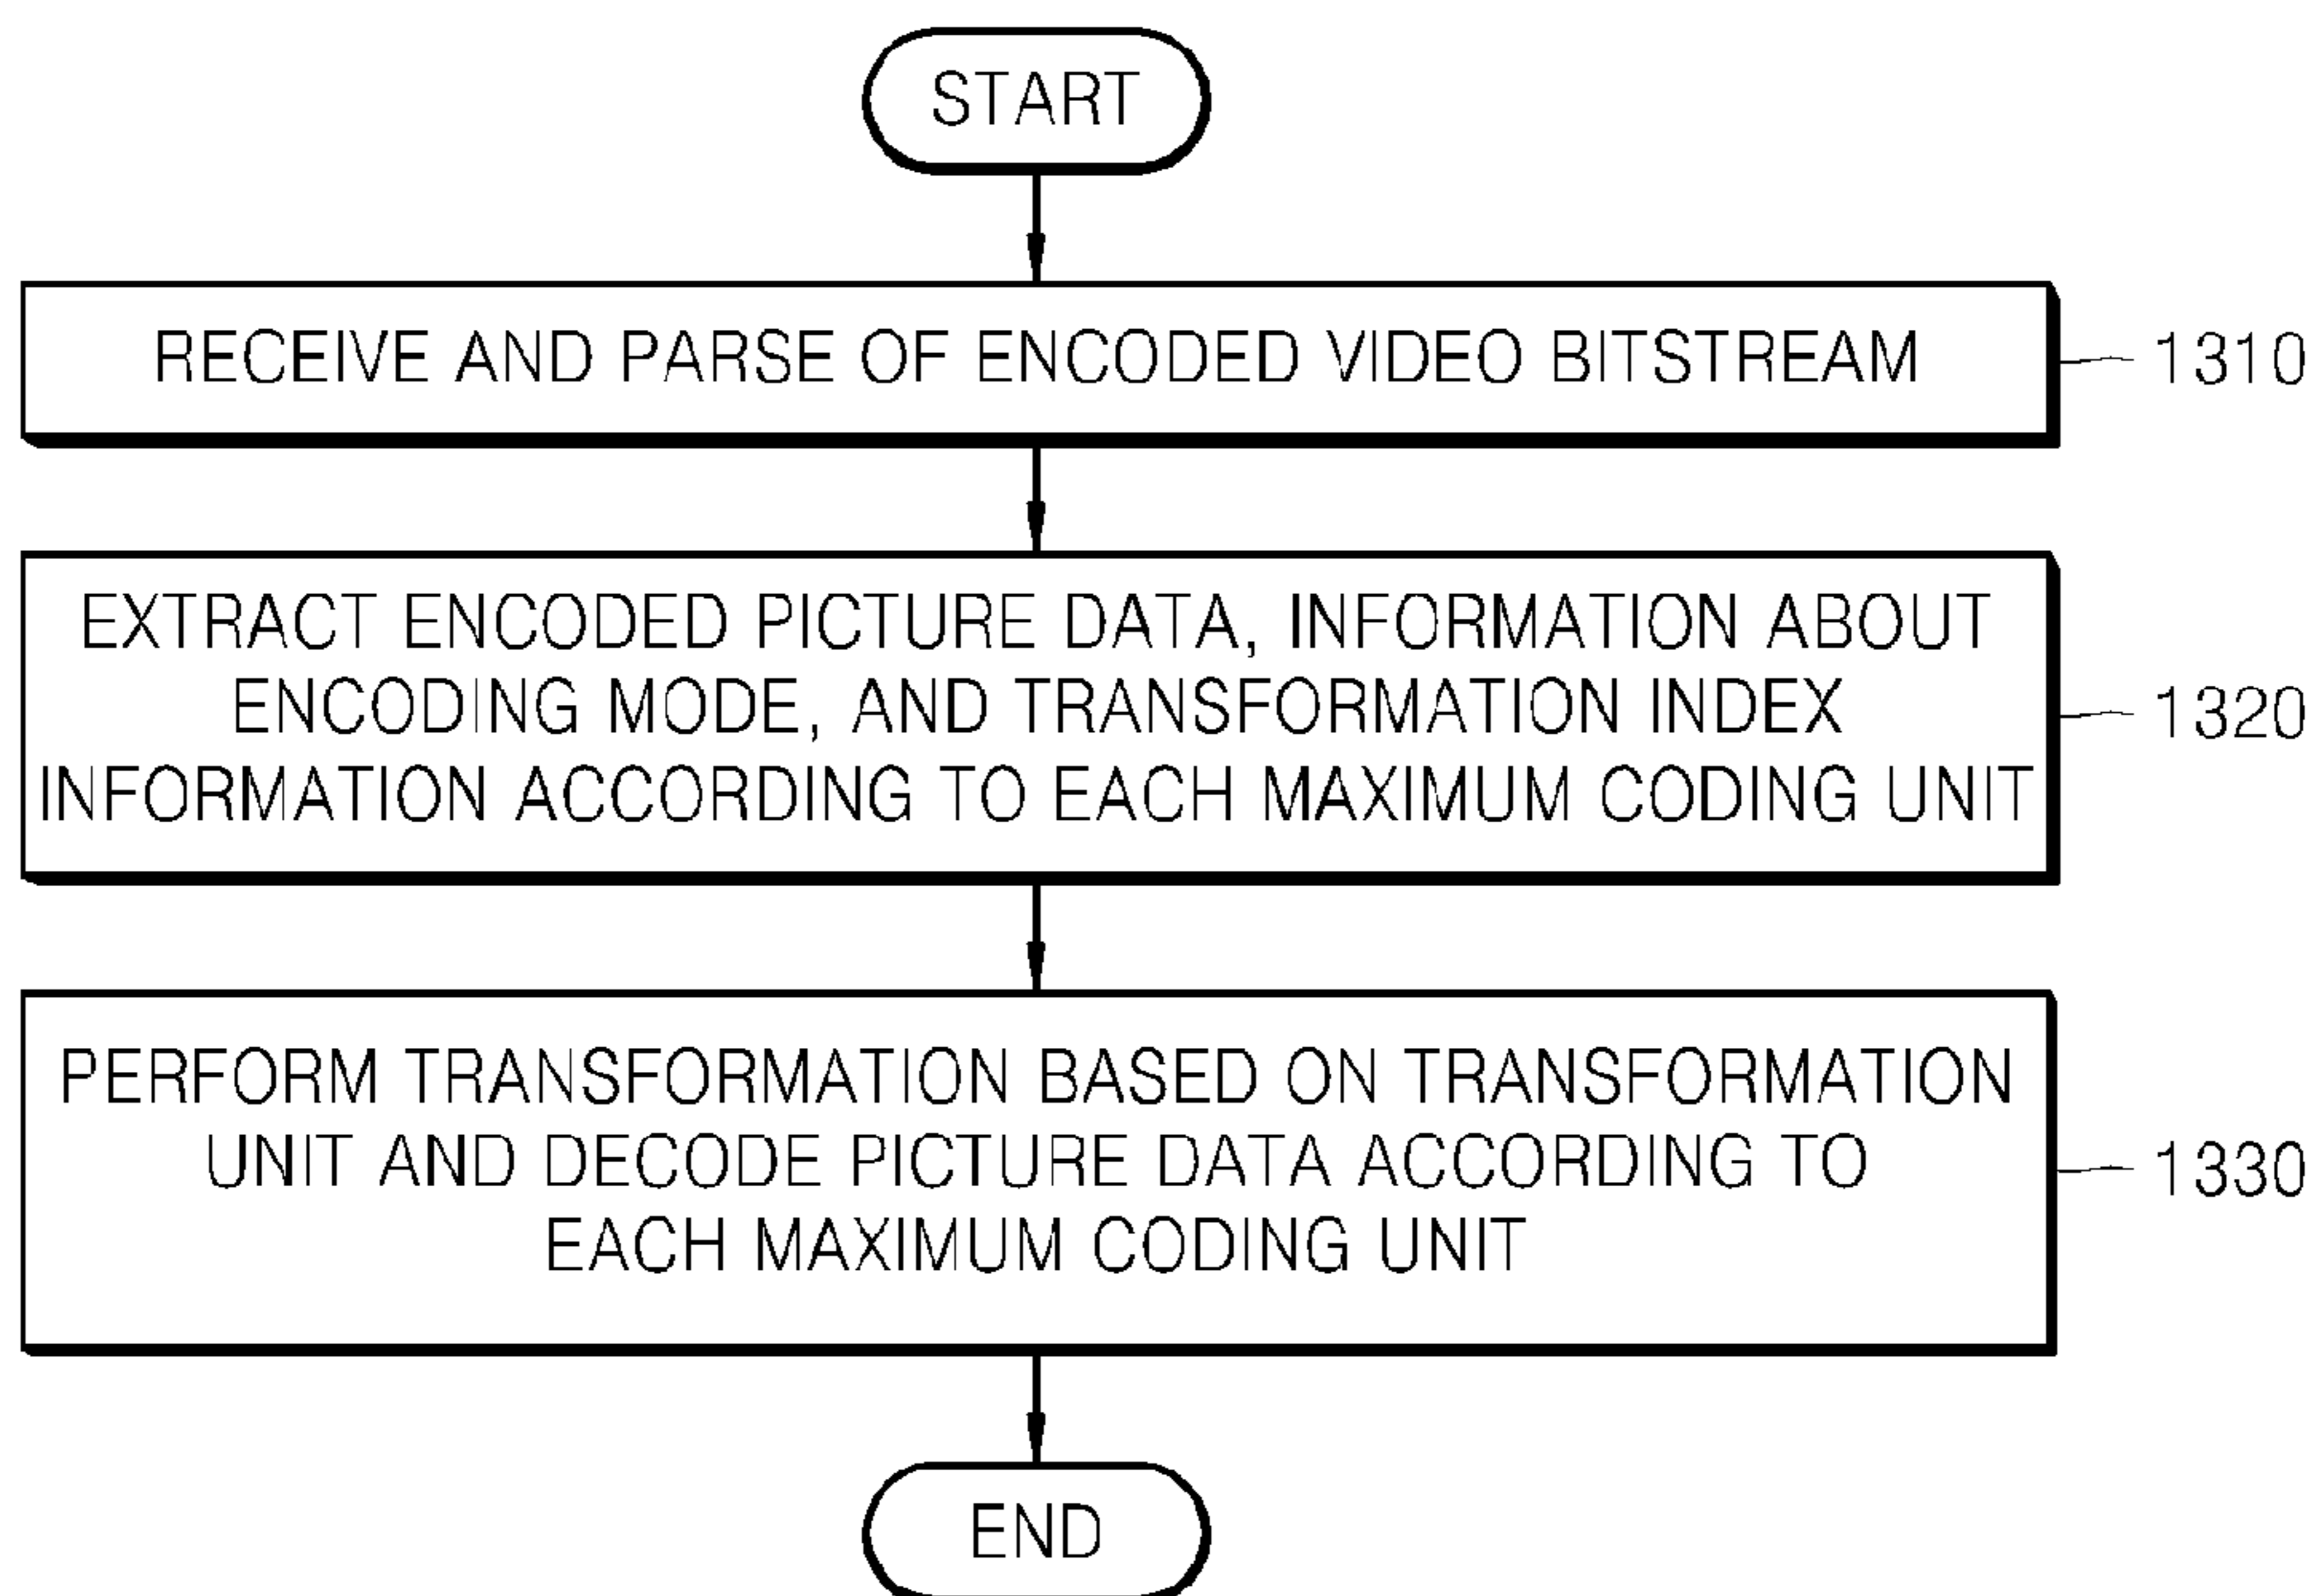 START
RECEIVE AND PARSE OF ENCODED VIDEO BITSTREAM
1310
EXTRACT ENCODED PICTURE DATA, INFORMATION ABOUT
ENCODING MODE, AND TRANSFORMATION INDEX
INFORMATION ACCORDING TO EACH MAXIMUM CODING UNIT
1320
PERFORM TRANSFORMATION BASED ON TRANSFORMATION
UNIT AND DECODE PICTURE DATA ACCORDING TO
EACH MAXIMUM CODING UNIT
1330
END